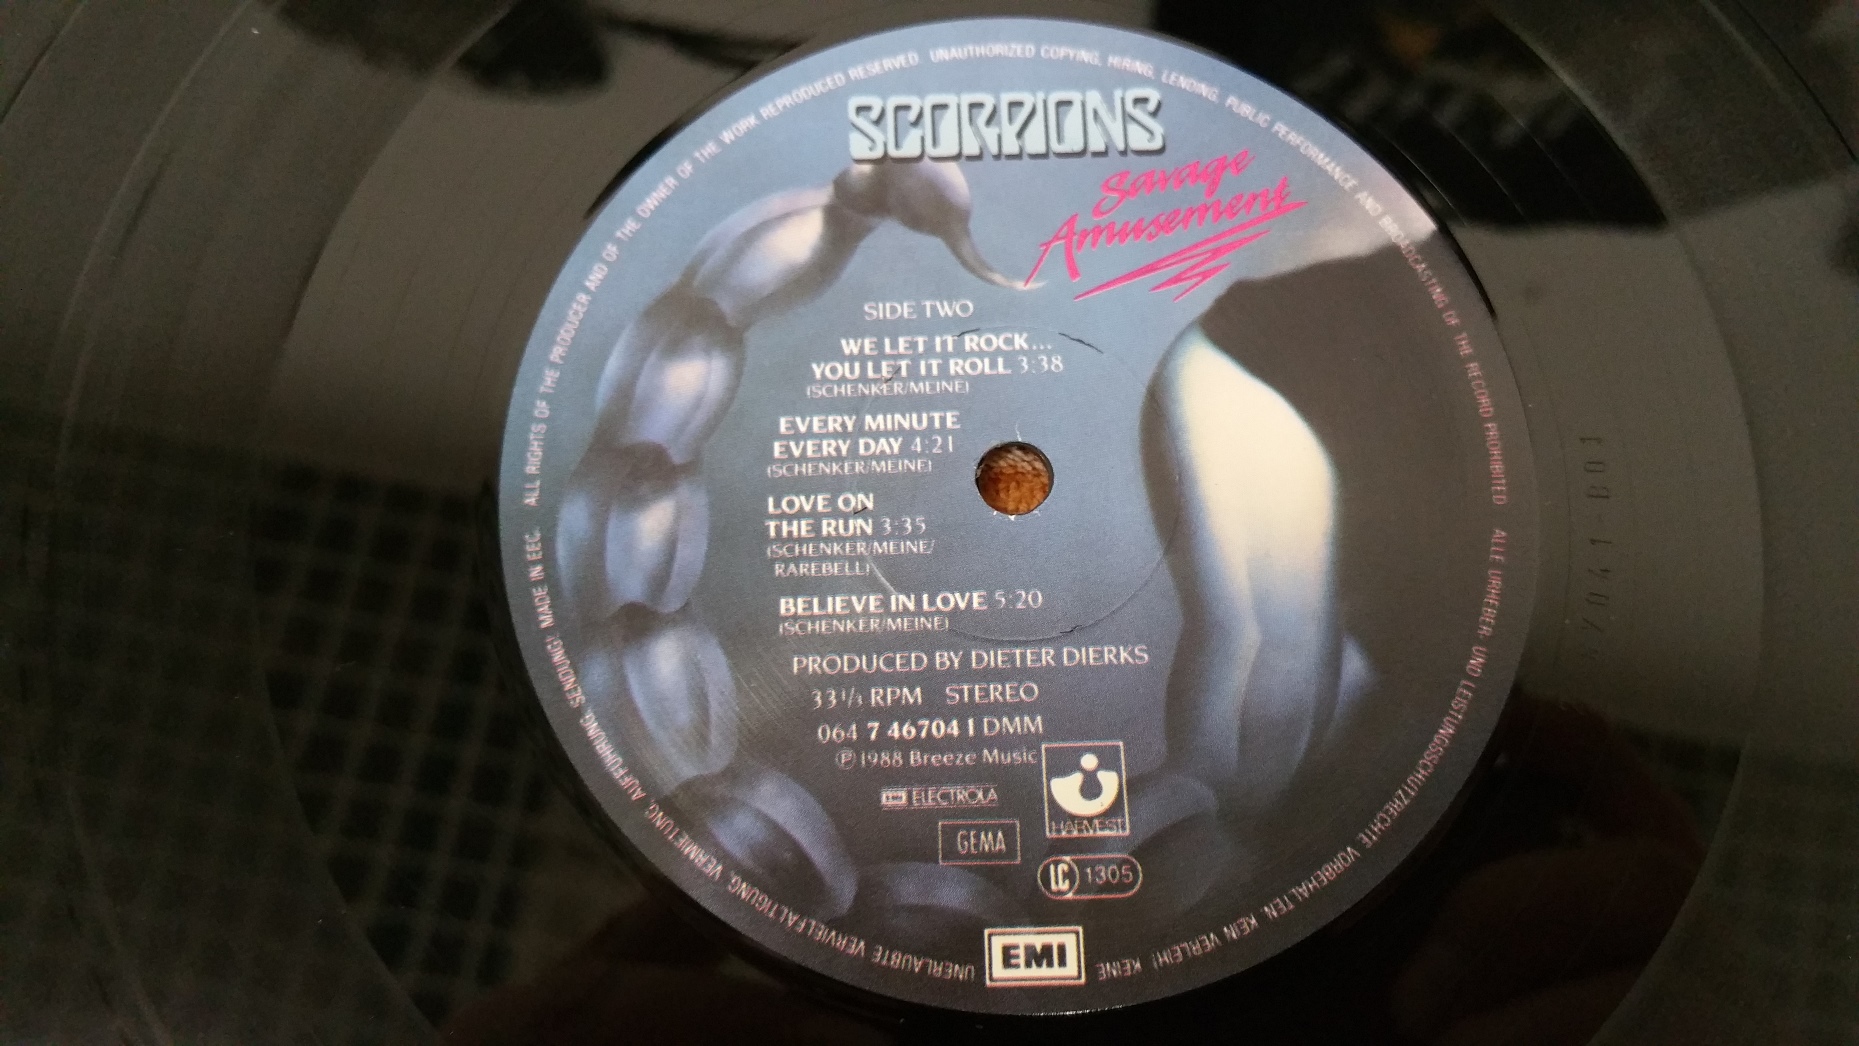 SCORPIONS
Savage
Amusement
SIDE TWO
WE LET IT ROCK...
YOU LET IT ROLL 3:38
(SCHENKER/MEINE)
EVERY MINUTE
EVERY DAY 4:21
(SCHENKER/MEINE)
LOVE ON
THE RUN 3:35
(SCHENKER/MEINE/
RAREBELL)
BELIEVE IN LOVE 5:20
(SCHENKER/MEINE)
PRODUCED BY DIETER DIERKS
33 1/3 RPM STEREO
064 7 46704 1 DMM
℗ 1988 Breeze Music
EMI ELECTROLA
HARVEST
GEMA
LC 1305
EMI
ALL RIGHTS OF THE PRODUCER AND OF THE OWNER OF THE WORK REPRODUCED RESERVED. UNAUTHORIZED COPYING, HIRING, LENDING, PUBLIC PERFORMANCE AND BROADCASTING OF THE RECORD PROHIBITED
ALLE URHEBER- UND LEISTUNGSSCHUTZRECHTE VORBEHALTEN. KEIN VERLEIH! KEINE UNERLAUBTE VERVIELFÄLTIGUNG, VERMIETUNG, AUFFÜHRUNG, SENDUNG! MADE IN EEC.